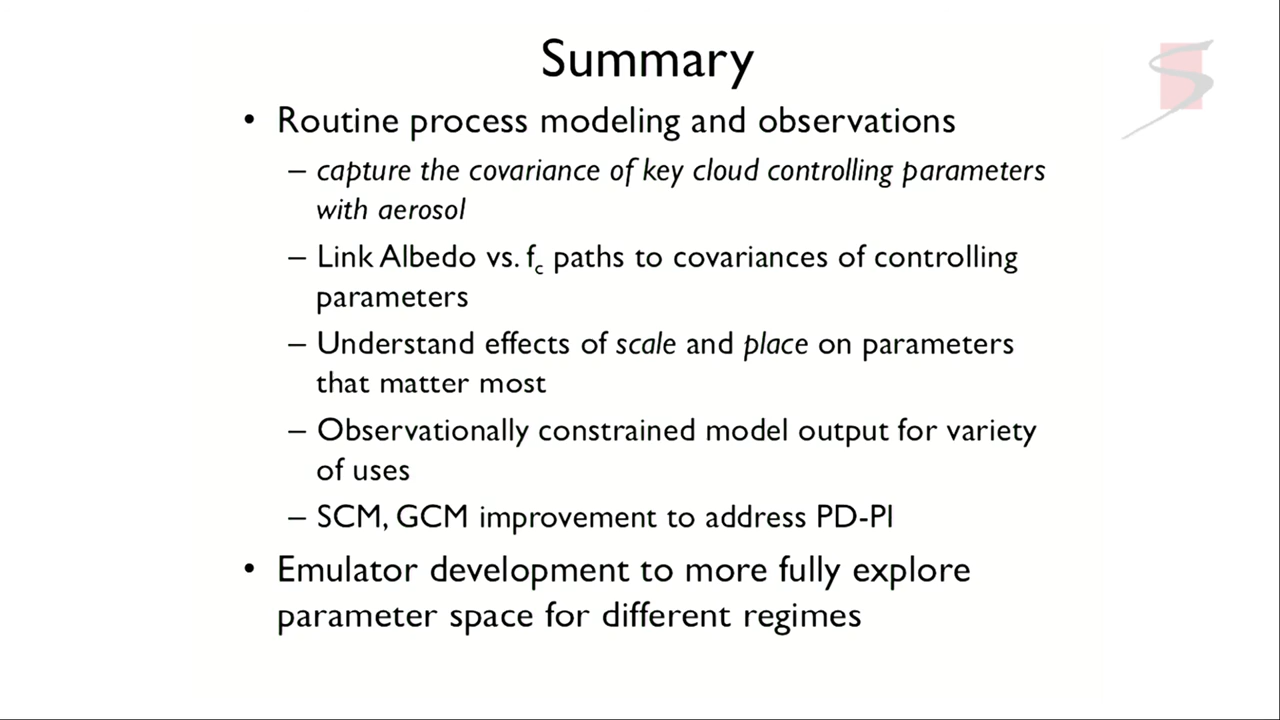 Summary
• Routine process modeling and observations
– capture the covariance of key cloud controlling parameters
with aerosol
– Link Albedo vs. fc paths to covariances of controlling
parameters
– Understand effects of scale and place on parameters
that matter most
– Observationally constrained model output for variety
of uses
– SCM, GCM improvement to address PD-PI
• Emulator development to more fully explore
parameter space for different regimes